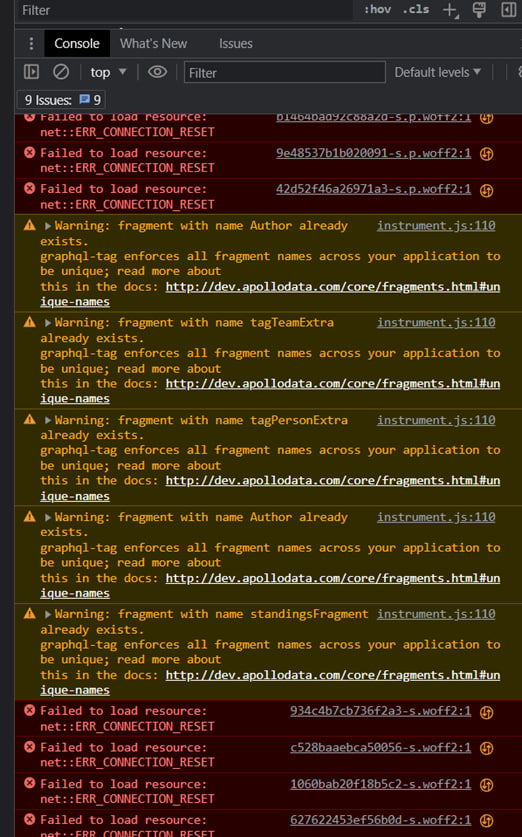 Filter
:hov .cls
Console What's New Issues
top Filter Default levels
9 Issues: 9
Failed to load resource: b1464bad92c88a2d-s.p.woff2:1
net::ERR_CONNECTION_RESET
Failed to load resource: 9e48537b1b020091-s.p.woff2:1
net::ERR_CONNECTION_RESET
Failed to load resource: 42d52f46a26971a3-s.p.woff2:1
net::ERR_CONNECTION_RESET
Warning: fragment with name Author already instrument.js:110
exists.
graphql-tag enforces all fragment names across your application to
be unique; read more about
this in the docs: http://dev.apollodata.com/core/fragments.html#un
ique-names
Warning: fragment with name tagTeamExtra instrument.js:110
already exists.
graphql-tag enforces all fragment names across your application to
be unique; read more about
this in the docs: http://dev.apollodata.com/core/fragments.html#un
ique-names
Warning: fragment with name tagPersonExtra instrument.js:110
already exists.
graphql-tag enforces all fragment names across your application to
be unique; read more about
this in the docs: http://dev.apollodata.com/core/fragments.html#un
ique-names
Warning: fragment with name Author already instrument.js:110
exists.
graphql-tag enforces all fragment names across your application to
be unique; read more about
this in the docs: http://dev.apollodata.com/core/fragments.html#un
ique-names
Warning: fragment with name standingsFragment instrument.js:110
already exists.
graphql-tag enforces all fragment names across your application to
be unique; read more about
this in the docs: http://dev.apollodata.com/core/fragments.html#un
ique-names
Failed to load resource: 934c4b7cb736f2a3-s.woff2:1
net::ERR_CONNECTION_RESET
Failed to load resource: c528baaebca50056-s.woff2:1
net::ERR_CONNECTION_RESET
Failed to load resource: 1060bab20f18b5c2-s.woff2:1
net::ERR_CONNECTION_RESET
Failed to load resource: 627622453ef56b0d-s.woff2:1
net::ERR_CONNECTION_RESET